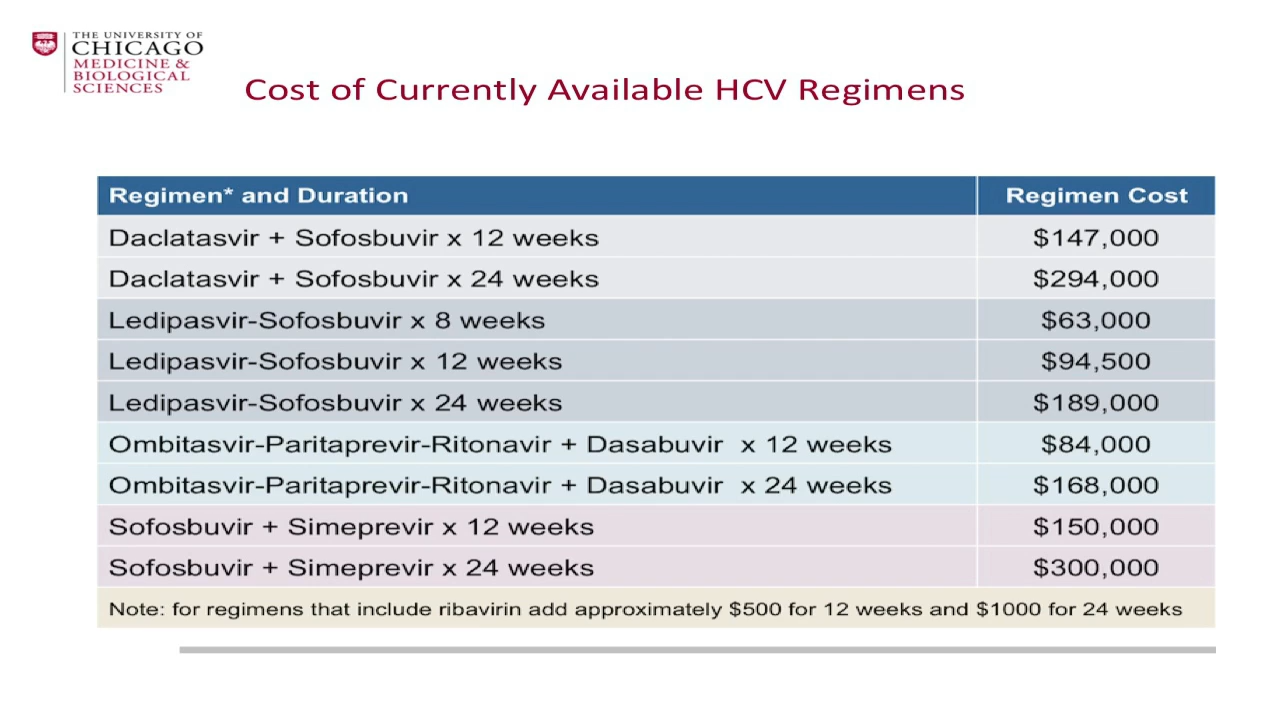 THE UNIVERSITY OF
CHICAGO
MEDICINE &
BIOLOGICAL
SCIENCES
Cost of Currently Available HCV Regimens
Regimen* and Duration Regimen Cost
Daclatasvir + Sofosbuvir x 12 weeks $147,000
Daclatasvir + Sofosbuvir x 24 weeks $294,000
Ledipasvir-Sofosbuvir x 8 weeks $63,000
Ledipasvir-Sofosbuvir x 12 weeks $94,500
Ledipasvir-Sofosbuvir x 24 weeks $189,000
Ombitasvir-Paritaprevir-Ritonavir + Dasabuvir x 12 weeks $84,000
Ombitasvir-Paritaprevir-Ritonavir + Dasabuvir x 24 weeks $168,000
Sofosbuvir + Simeprevir x 12 weeks $150,000
Sofosbuvir + Simeprevir x 24 weeks $300,000
Note: for regimens that include ribavirin add approximately $500 for 12 weeks and $1000 for 24 weeks